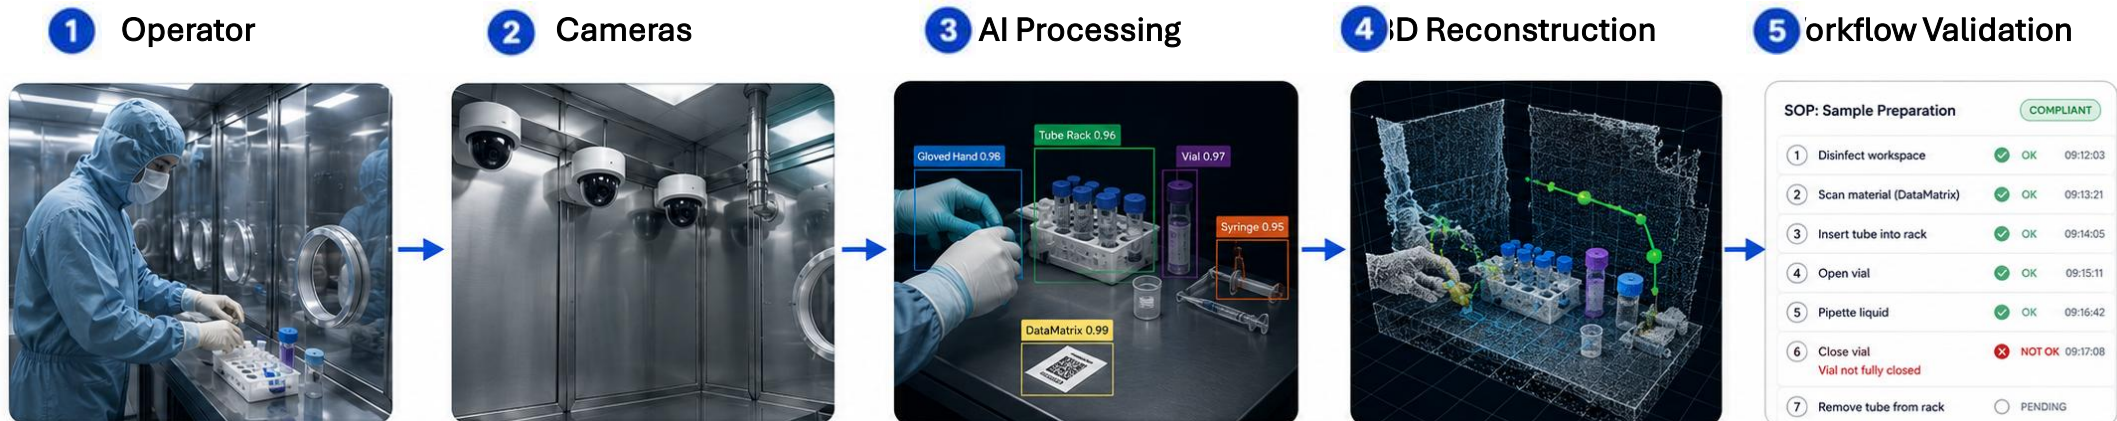 1 Operator
2 Cameras
3 AI Processing
4 D Reconstruction
5 orkflow Validation
Gloved Hand 0.98
Tube Rack 0.96
Vial 0.97
Syringe 0.95
DataMatrix 0.99
SOP: Sample Preparation COMPLIANT
1 Disinfect workspace OK 09:12:03
2 Scan material (DataMatrix) OK 09:13:21
3 Insert tube into rack OK 09:14:05
4 Open vial OK 09:15:11
5 Pipette liquid OK 09:16:42
6 Close vial NOT OK 09:17:08
Vial not fully closed
7 Remove tube from rack PENDING